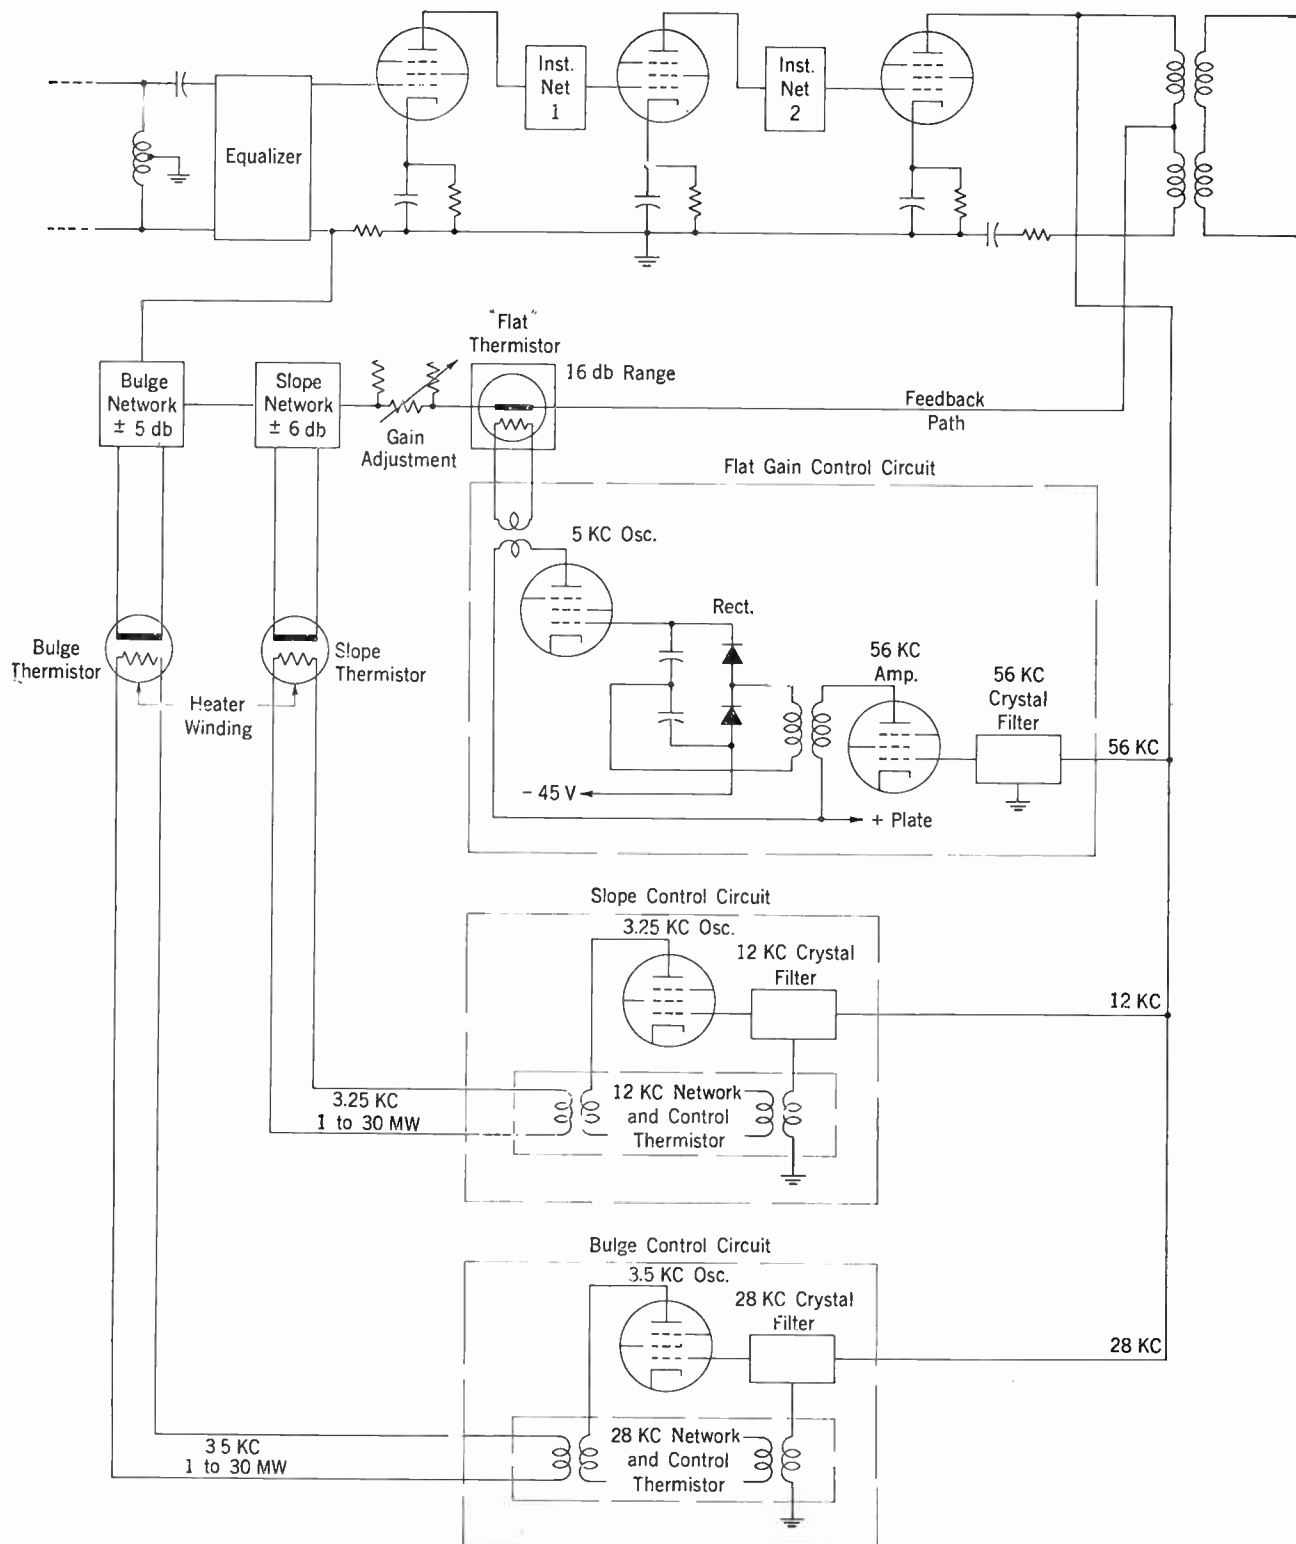 Inst.
Net
1
Inst.
Net
2
Equalizer
"Flat"
Thermistor
16 db Range
Bulge
Network
± 5 db
Slope
Network
± 6 db
Gain
Adjustment
Feedback
Path
Flat Gain Control Circuit
5 KC Osc.
Rect.
56 KC
Amp.
56 KC
Crystal
Filter
56 KC
Bulge
Thermistor
Slope
Thermistor
Heater
Winding
- 45 V
+ Plate
Slope Control Circuit
3.25 KC Osc.
12 KC Crystal
Filter
12 KC
3.25 KC
1 to 30 MW
12 KC Network
and Control
Thermistor
Bulge Control Circuit
3.5 KC Osc.
28 KC Crystal
Filter
28 KC
3 5 KC
1 to 30 MW
28 KC Network
and Control
Thermistor